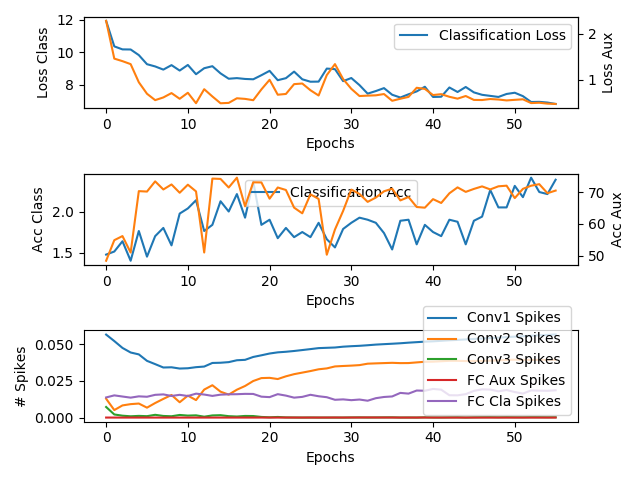 12
10
8
Loss Class
Classification Loss
2
1
Loss Aux
0 10 20 30 40 50
Epochs
2.0
1.5
Acc Class
Classification Acc
70
60
50
Acc Aux
0 10 20 30 40 50
Epochs
0.050
0.025
0.000
# Spikes
Conv1 Spikes
Conv2 Spikes
Conv3 Spikes
FC Aux Spikes
FC Cla Spikes
0 10 20 30 40 50
Epochs